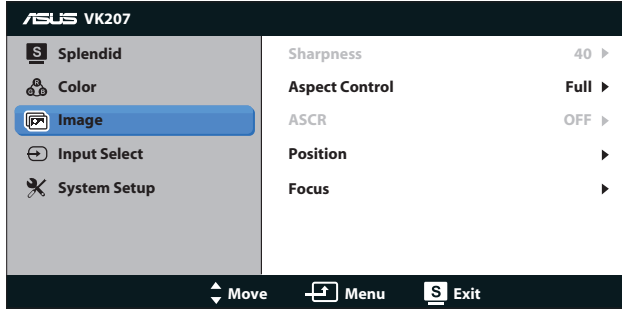 ASUS VK207
S Splendid
Color
Image
Input Select
System Setup
Sharpness 40
Aspect Control Full
ASCR OFF
Position
Focus
Move Menu S Exit